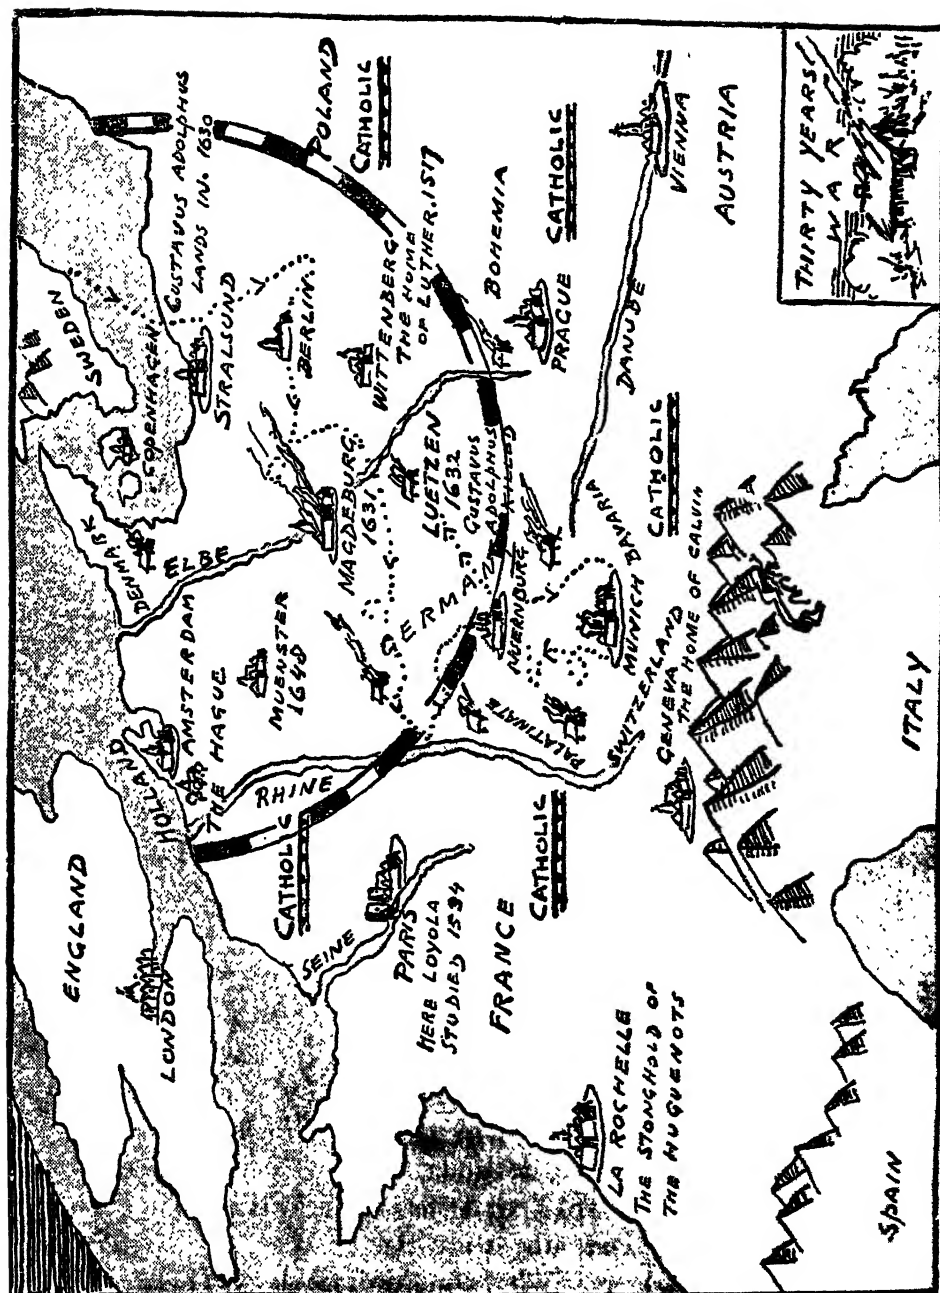 ENGLAND
LONDON
HOLLAND
AMSTERDAM
THE HAGUE
DENMARK
ELBE
COPENHAGEN
SWEDEN
GUSTAVUS ADOLPHUS
LANDS IN 1630
STRALSUND
BERLIN
POLAND
CATHOLIC
MUENSTER
1648
MAGDEBURG
1631
WITTENBERG
THE HOME
OF LUTHER.1517
LUETZEN
1632
GUSTAVUS
ADOLPHUS
KILLED
GERMANY
RHINE
CATHOLIC
SEINE
PARIS
HERE LOYOLA
STUDIED 1534
FRANCE
CATHOLIC
PALATINATE
NUERNBURG
BOHEMIA
PRAGUE
CATHOLIC
DANUDE
VIENNA
AUSTRIA
MUNICH
BAVARIA
CATHOLIC
SWITZERLAND
GENEVA
THE HOME OF CALVIN
LA ROCHELLE
THE STONGHOLD OF
THE HUGUENOTS
SPAIN
ITALY
THIRTY YEARS
WAR